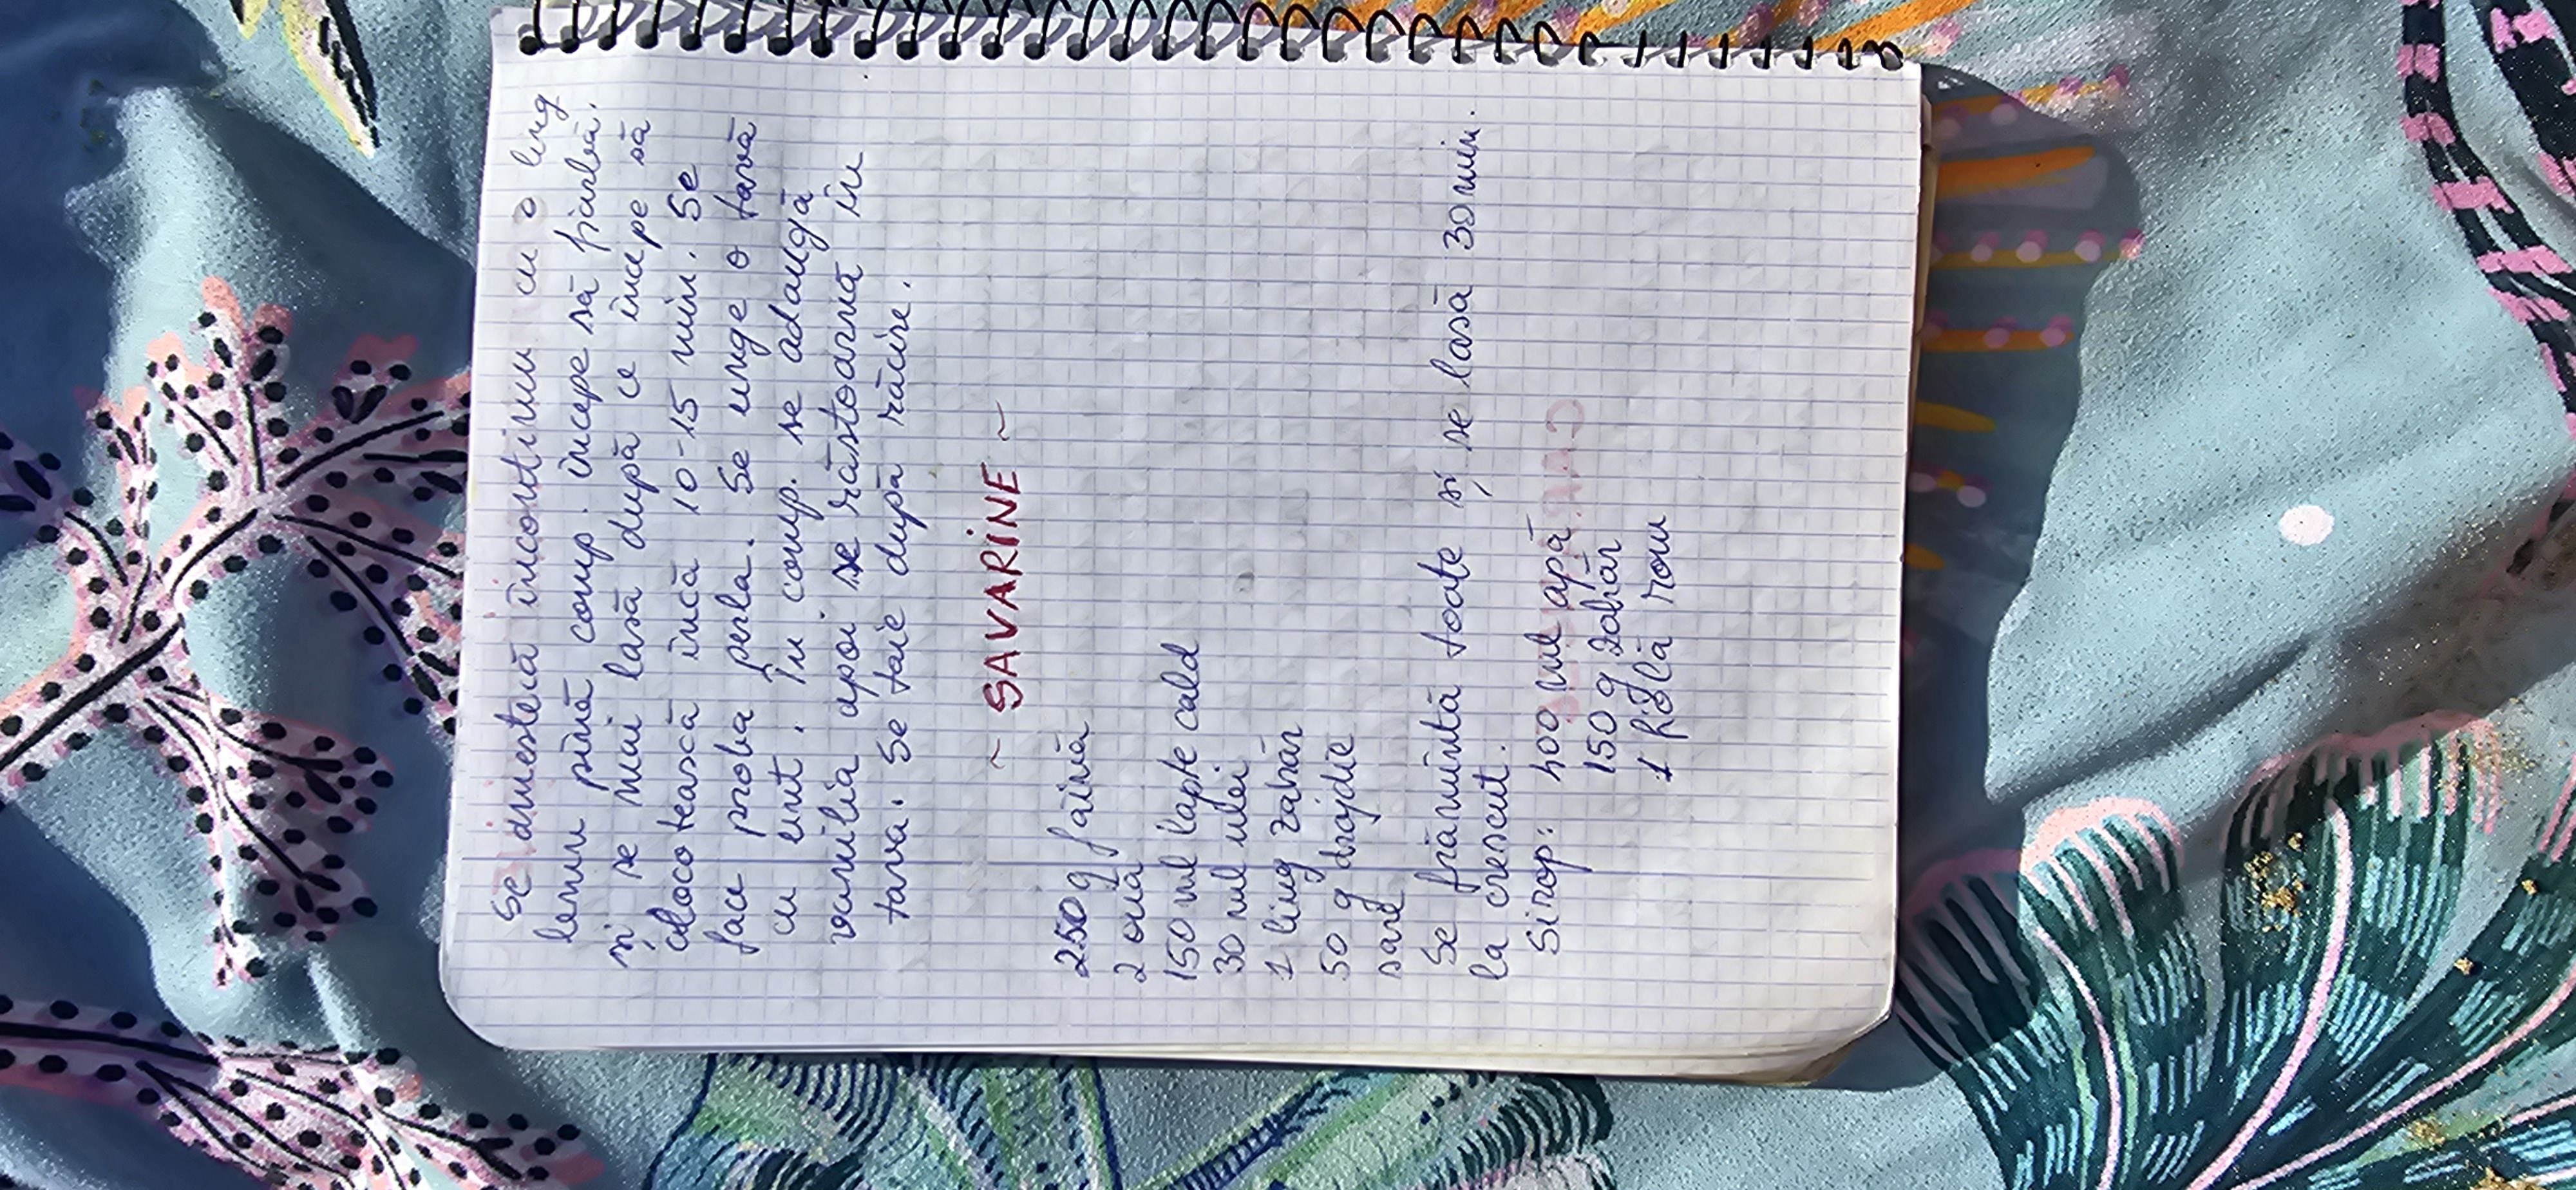 Se amestecă încontinuu cu o ling
lemn pînă comp. începe să fiarbă.
și se mai lasă după ce începe să
clocotească încă 10-15 min. Se
face proba perla. Se unge o tavă
cu unt. În comp. se adaugă
vanilia apoi se răstoarnă în
tava. Se taie după răcire.
~ SAVARINE ~
250 g făină
2 ouă
150 ml lapte cald
30 ml ulei
1 ling zahăr
50 g drojdie
sare
Se frămîntă toate și se lasă 30 min.
la crescut.
Sirop: 400 ml apă
150 g zahăr
1 fiolă rom